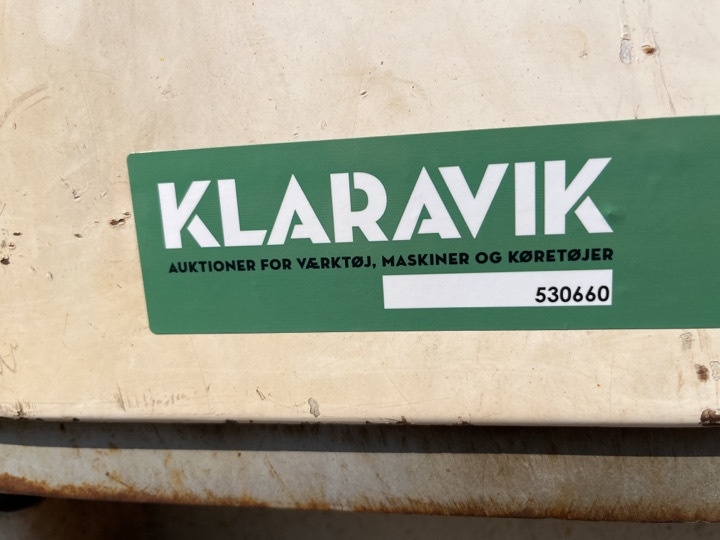 KLARAVIK
AUKTIONER FOR VÆRKTØJ, MASKINER OG KØRETØJER
530660